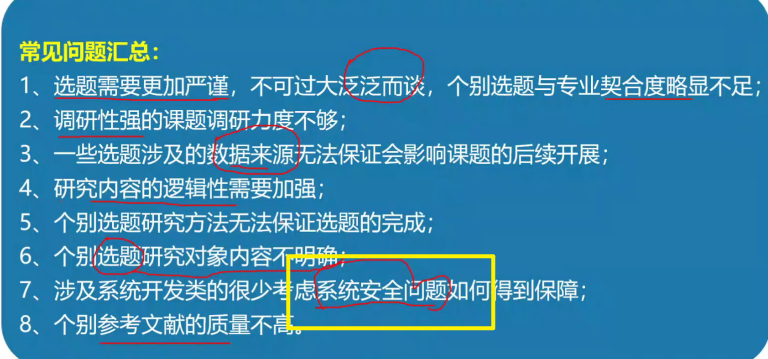 常见问题汇总：
1、选题需要更加严谨，不可过大泛泛而谈，个别选题与专业契合度略显不足；
2、调研性强的课题调研力度不够；
3、一些选题涉及的数据来源无法保证会影响课题的后续开展；
4、研究内容的逻辑性需要加强；
5、个别选题研究方法无法保证选题的完成；
6、个别选题研究对象内容不明确；
7、涉及系统开发类的很少考虑系统安全问题如何得到保障；
8、个别参考文献的质量不高。